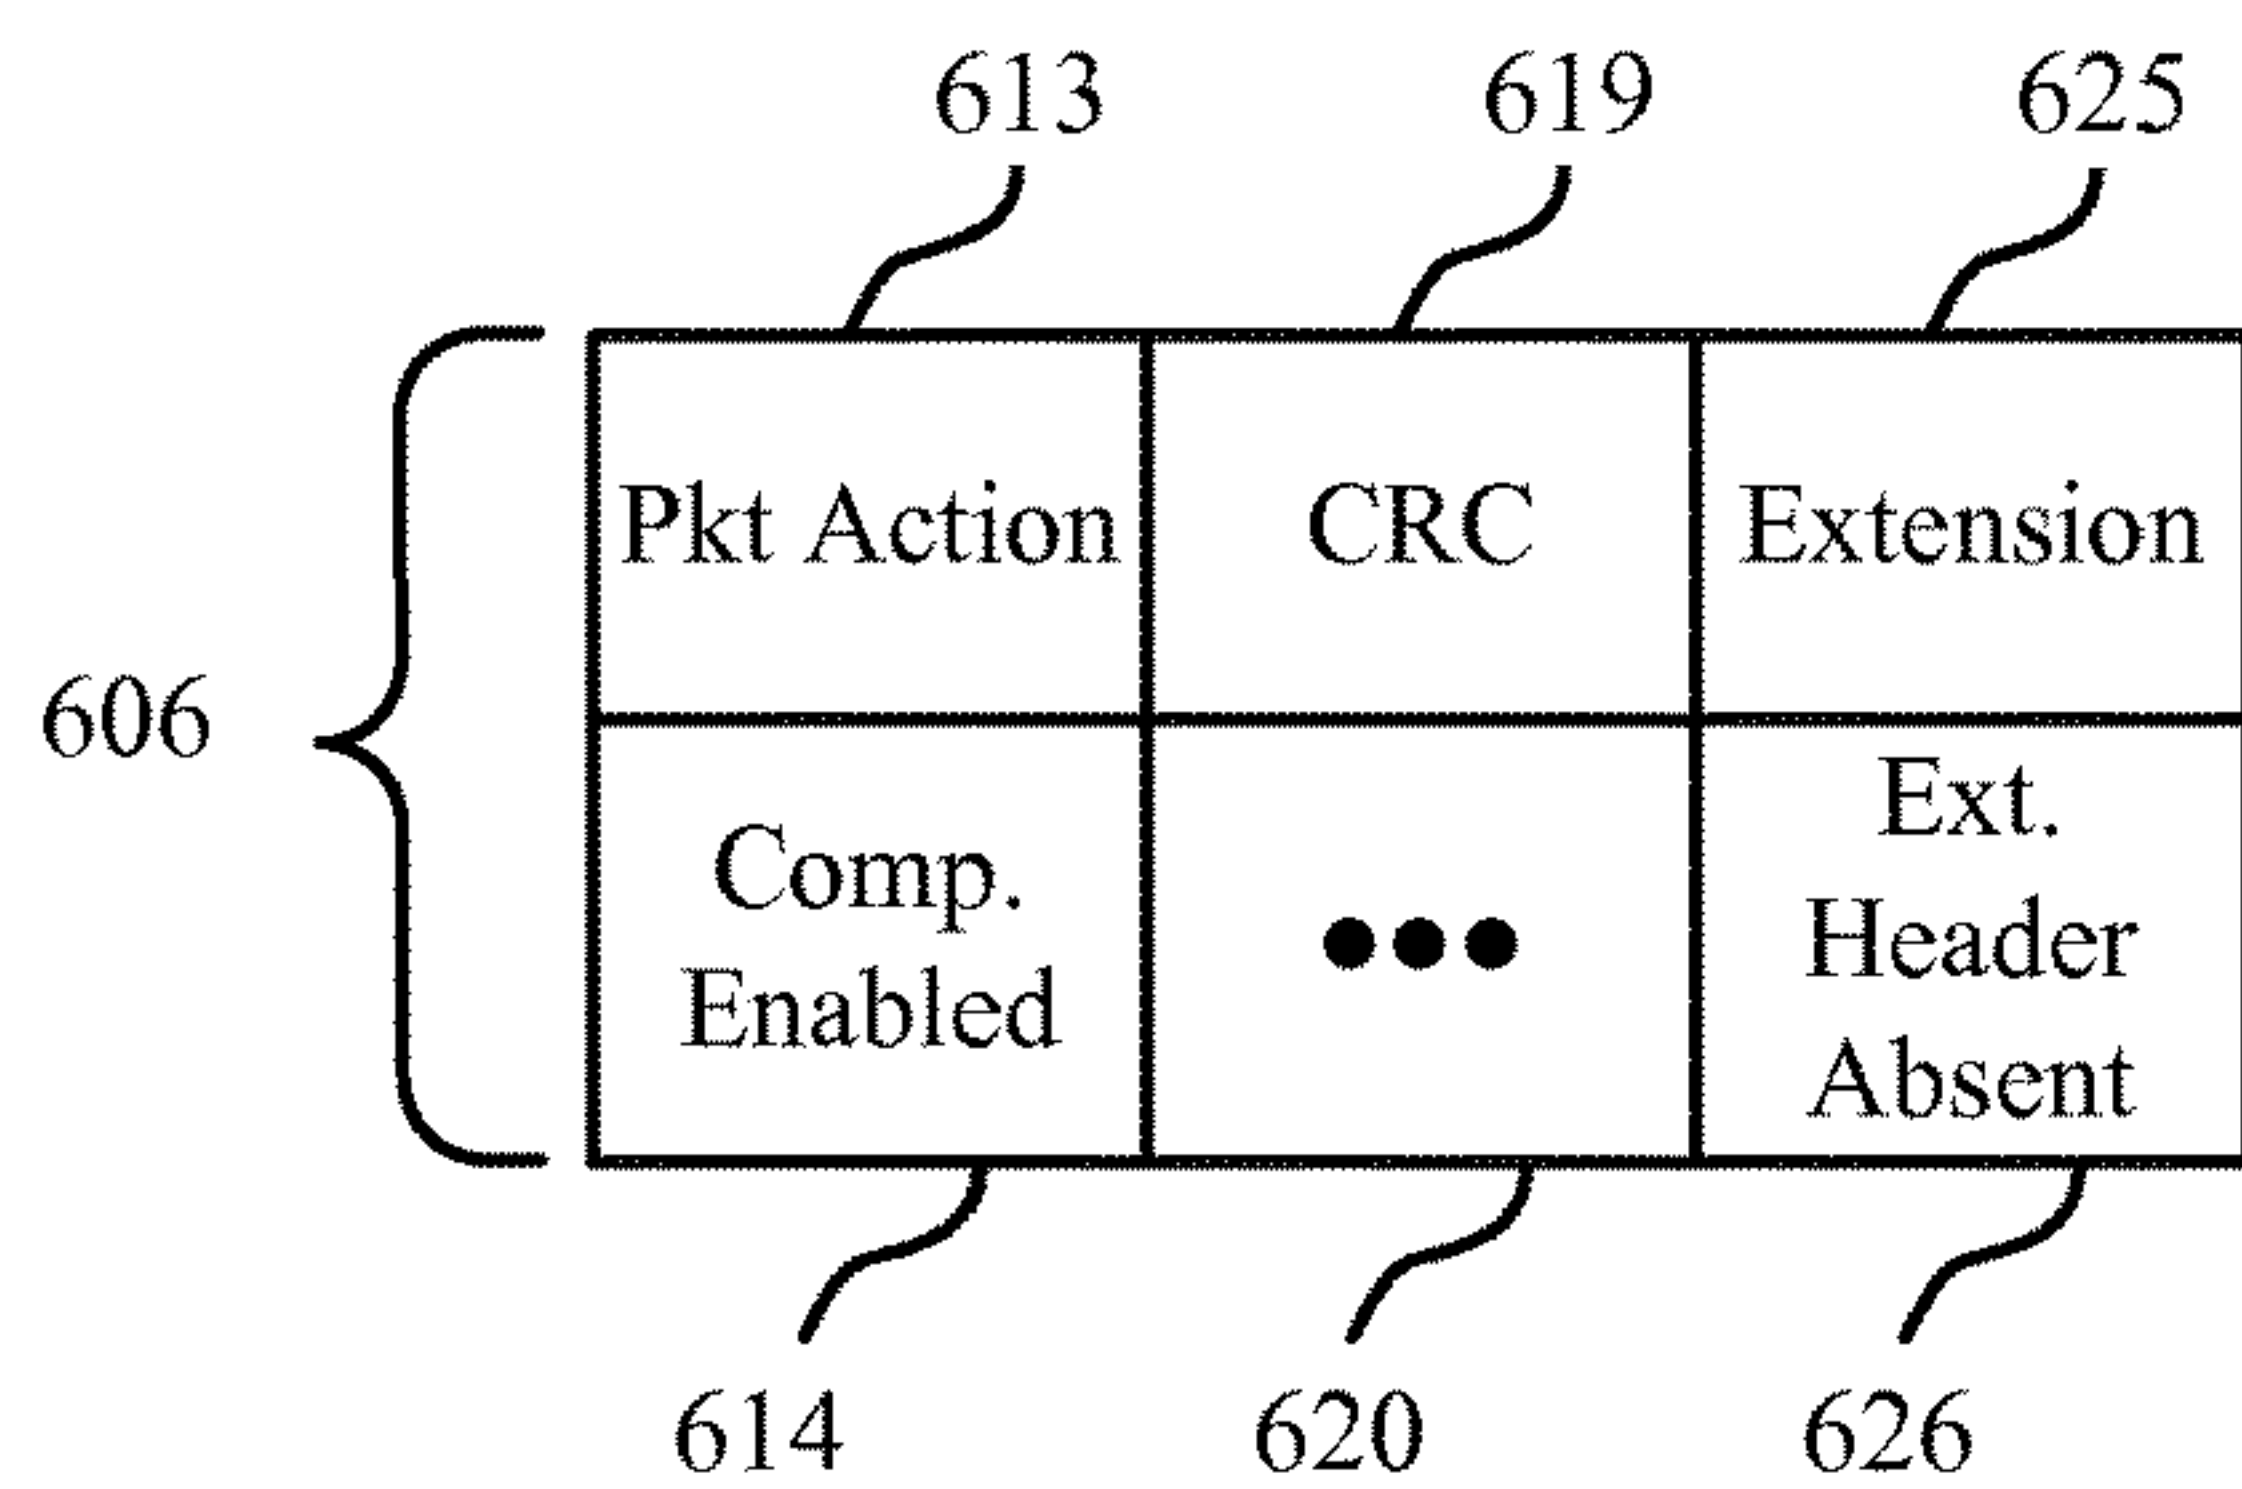 613 619 625
Pkt Action CRC Extension
606
Comp.
Enabled
•••
Ext.
Header
Absent
614 620 626